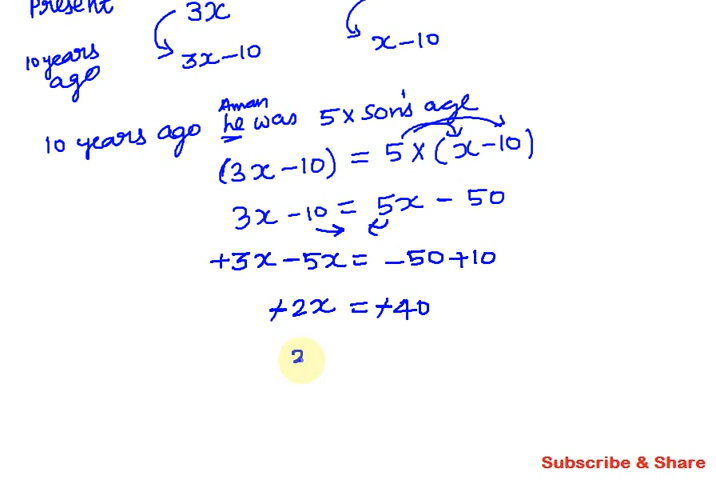 Present 3x
10 years ago 3x-10 x-10
Aman
10 years ago he was 5× son's age
(3x-10) = 5×(x-10)
3x-10 = 5x-50
+3x-5x = -50+10
-2x = -40
2
Subscribe & Share